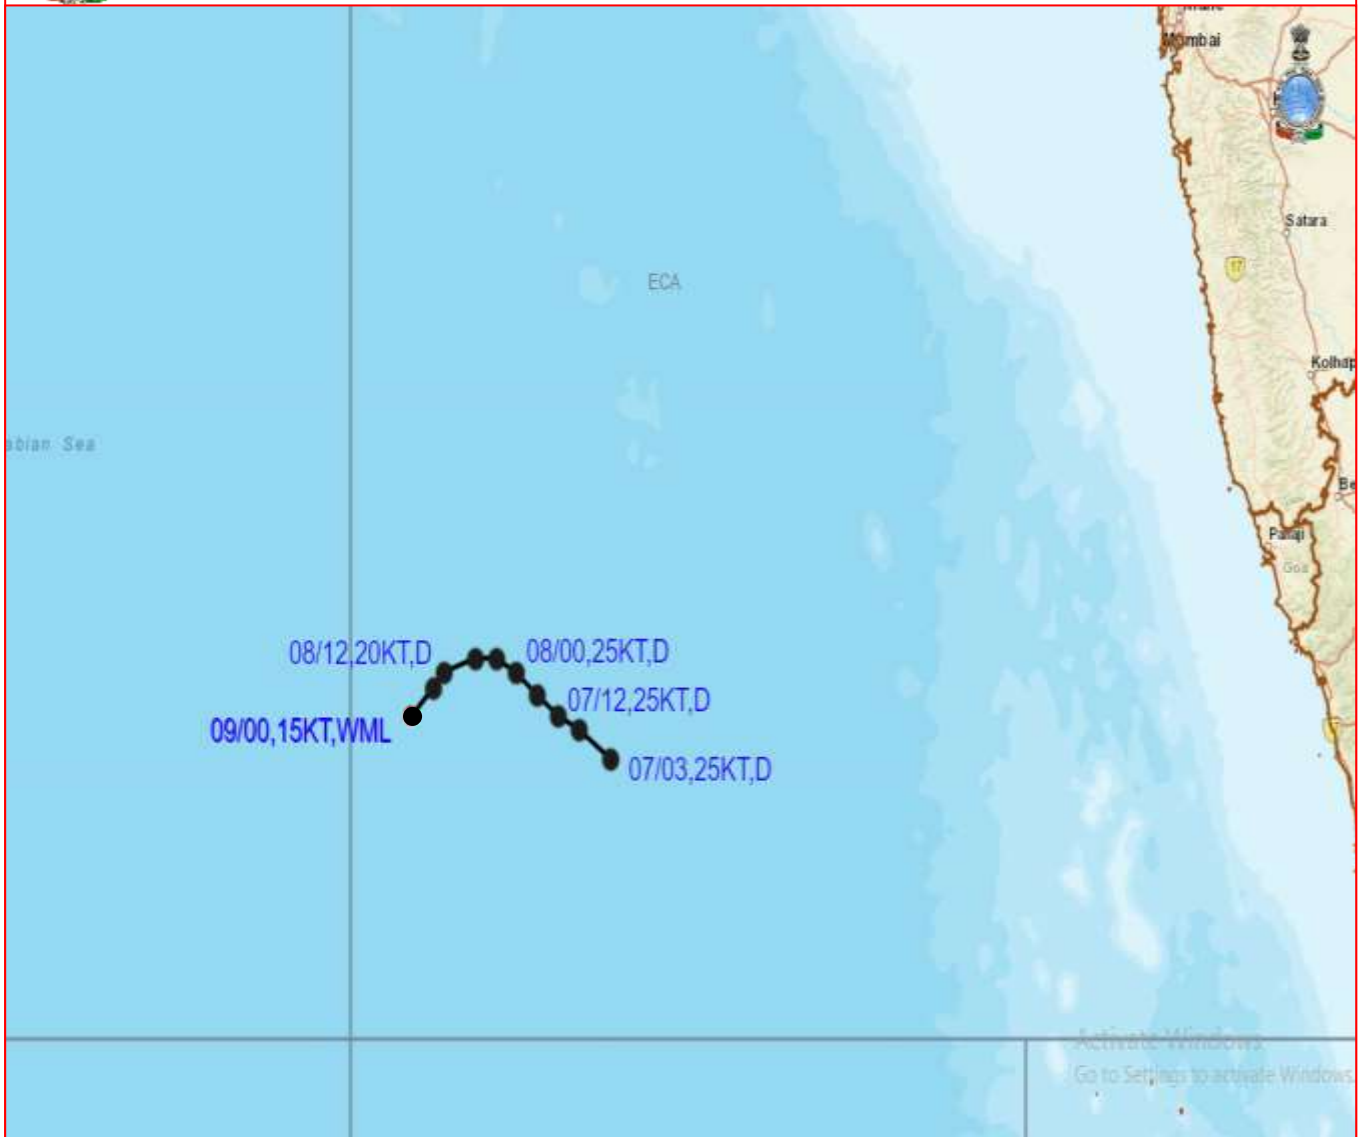 Mumbai
Satara
17
ECA
Kolhap
abian Sea
Be
Panaji
Goa
08/12,20KT,D
08/00,25KT,D
07/12,25KT,D
09/00,15KT,WML
07/03,25KT,D
Activate Windows
Go to Settings to activate Windows.